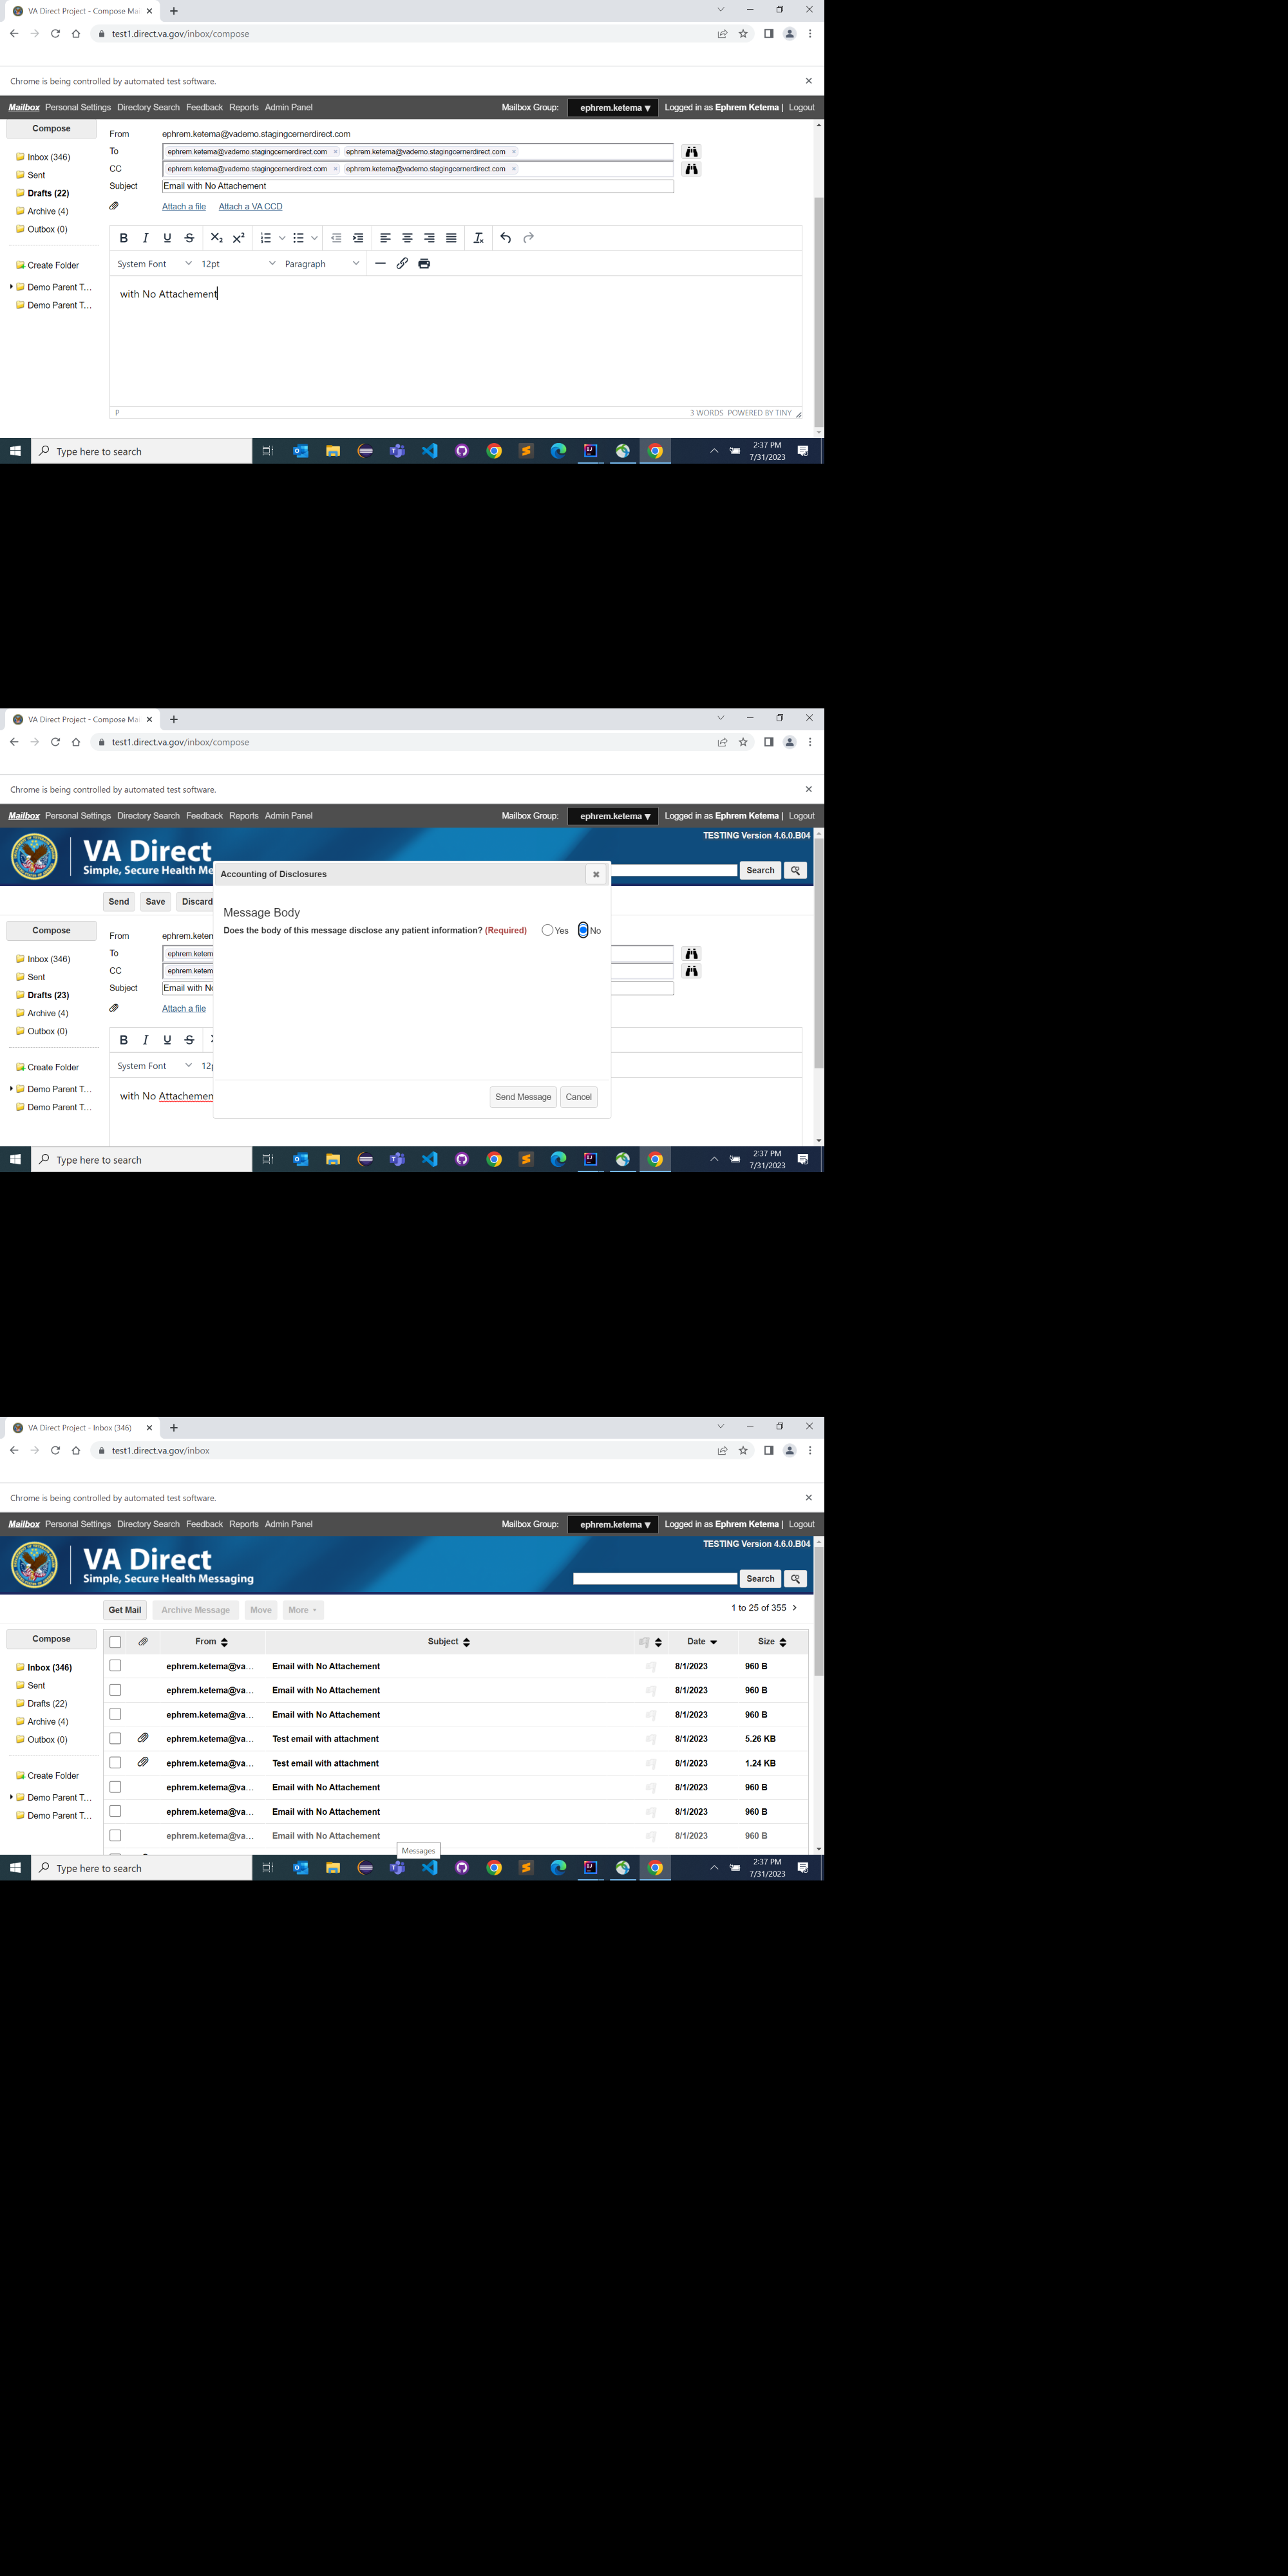 VA Direct Project - Compose Ma
test1.direct.va.gov/inbox/compose
Chrome is being controlled by automated test software.
Mailbox Personal Settings Directory Search Feedback Reports Admin Panel Mailbox Group: ephrem.ketema ▼ Logged in as Ephrem Ketema | Logout
Compose
From ephrem.ketema@vademo.stagingcernerdirect.com
To ephrem.ketema@vademo.stagingcernerdirect.com × ephrem.ketema@vademo.stagingcernerdirect.com ×
Inbox (346)
CC ephrem.ketema@vademo.stagingcernerdirect.com × ephrem.ketema@vademo.stagingcernerdirect.com ×
Sent
Subject Email with No Attachement
Drafts (22)
Attach a file Attach a VA CCD
Archive (4)
Outbox (0)
System Font 12pt Paragraph
Create Folder
Demo Parent T...
with No Attachement
Demo Parent T...
P 3 WORDS POWERED BY TINY
Type here to search
2:37 PM
7/31/2023
VA Direct Project - Compose Ma
test1.direct.va.gov/inbox/compose
Chrome is being controlled by automated test software.
Mailbox Personal Settings Directory Search Feedback Reports Admin Panel Mailbox Group: ephrem.ketema ▼ Logged in as Ephrem Ketema | Logout
TESTING Version 4.6.0.B04
VA Direct
Simple, Secure Health Me
Search
Accounting of Disclosures
Send Save Discard
Message Body
Does the body of this message disclose any patient information? (Required) Yes No
Compose
From ephrem.keter
To ephrem.ketem
Inbox (346)
CC ephrem.ketem
Sent
Subject Email with No
Drafts (23)
Attach a file
Archive (4)
Outbox (0)
B I U S
System Font 12p
Create Folder
Demo Parent T...
with No Attachemen
Demo Parent T...
Send Message Cancel
Type here to search
2:37 PM
7/31/2023
VA Direct Project - Inbox (346)
test1.direct.va.gov/inbox
Chrome is being controlled by automated test software.
Mailbox Personal Settings Directory Search Feedback Reports Admin Panel Mailbox Group: ephrem.ketema ▼ Logged in as Ephrem Ketema | Logout
TESTING Version 4.6.0.B04
VA Direct
Simple, Secure Health Messaging
Search
Get Mail Archive Message Move More 1 to 25 of 355 >
Compose
From Subject Date Size
Inbox (346)
Sent
Drafts (22)
Archive (4)
Outbox (0)
Create Folder
Demo Parent T...
Demo Parent T...
ephrem.ketema@va... Email with No Attachement 8/1/2023 960 B
ephrem.ketema@va... Email with No Attachement 8/1/2023 960 B
ephrem.ketema@va... Email with No Attachement 8/1/2023 960 B
ephrem.ketema@va... Test email with attachment 8/1/2023 5.26 KB
ephrem.ketema@va... Test email with attachment 8/1/2023 1.24 KB
ephrem.ketema@va... Email with No Attachement 8/1/2023 960 B
ephrem.ketema@va... Email with No Attachement 8/1/2023 960 B
ephrem.ketema@va... Email with No Attachement 8/1/2023 960 B
Messages
Type here to search
2:37 PM
7/31/2023